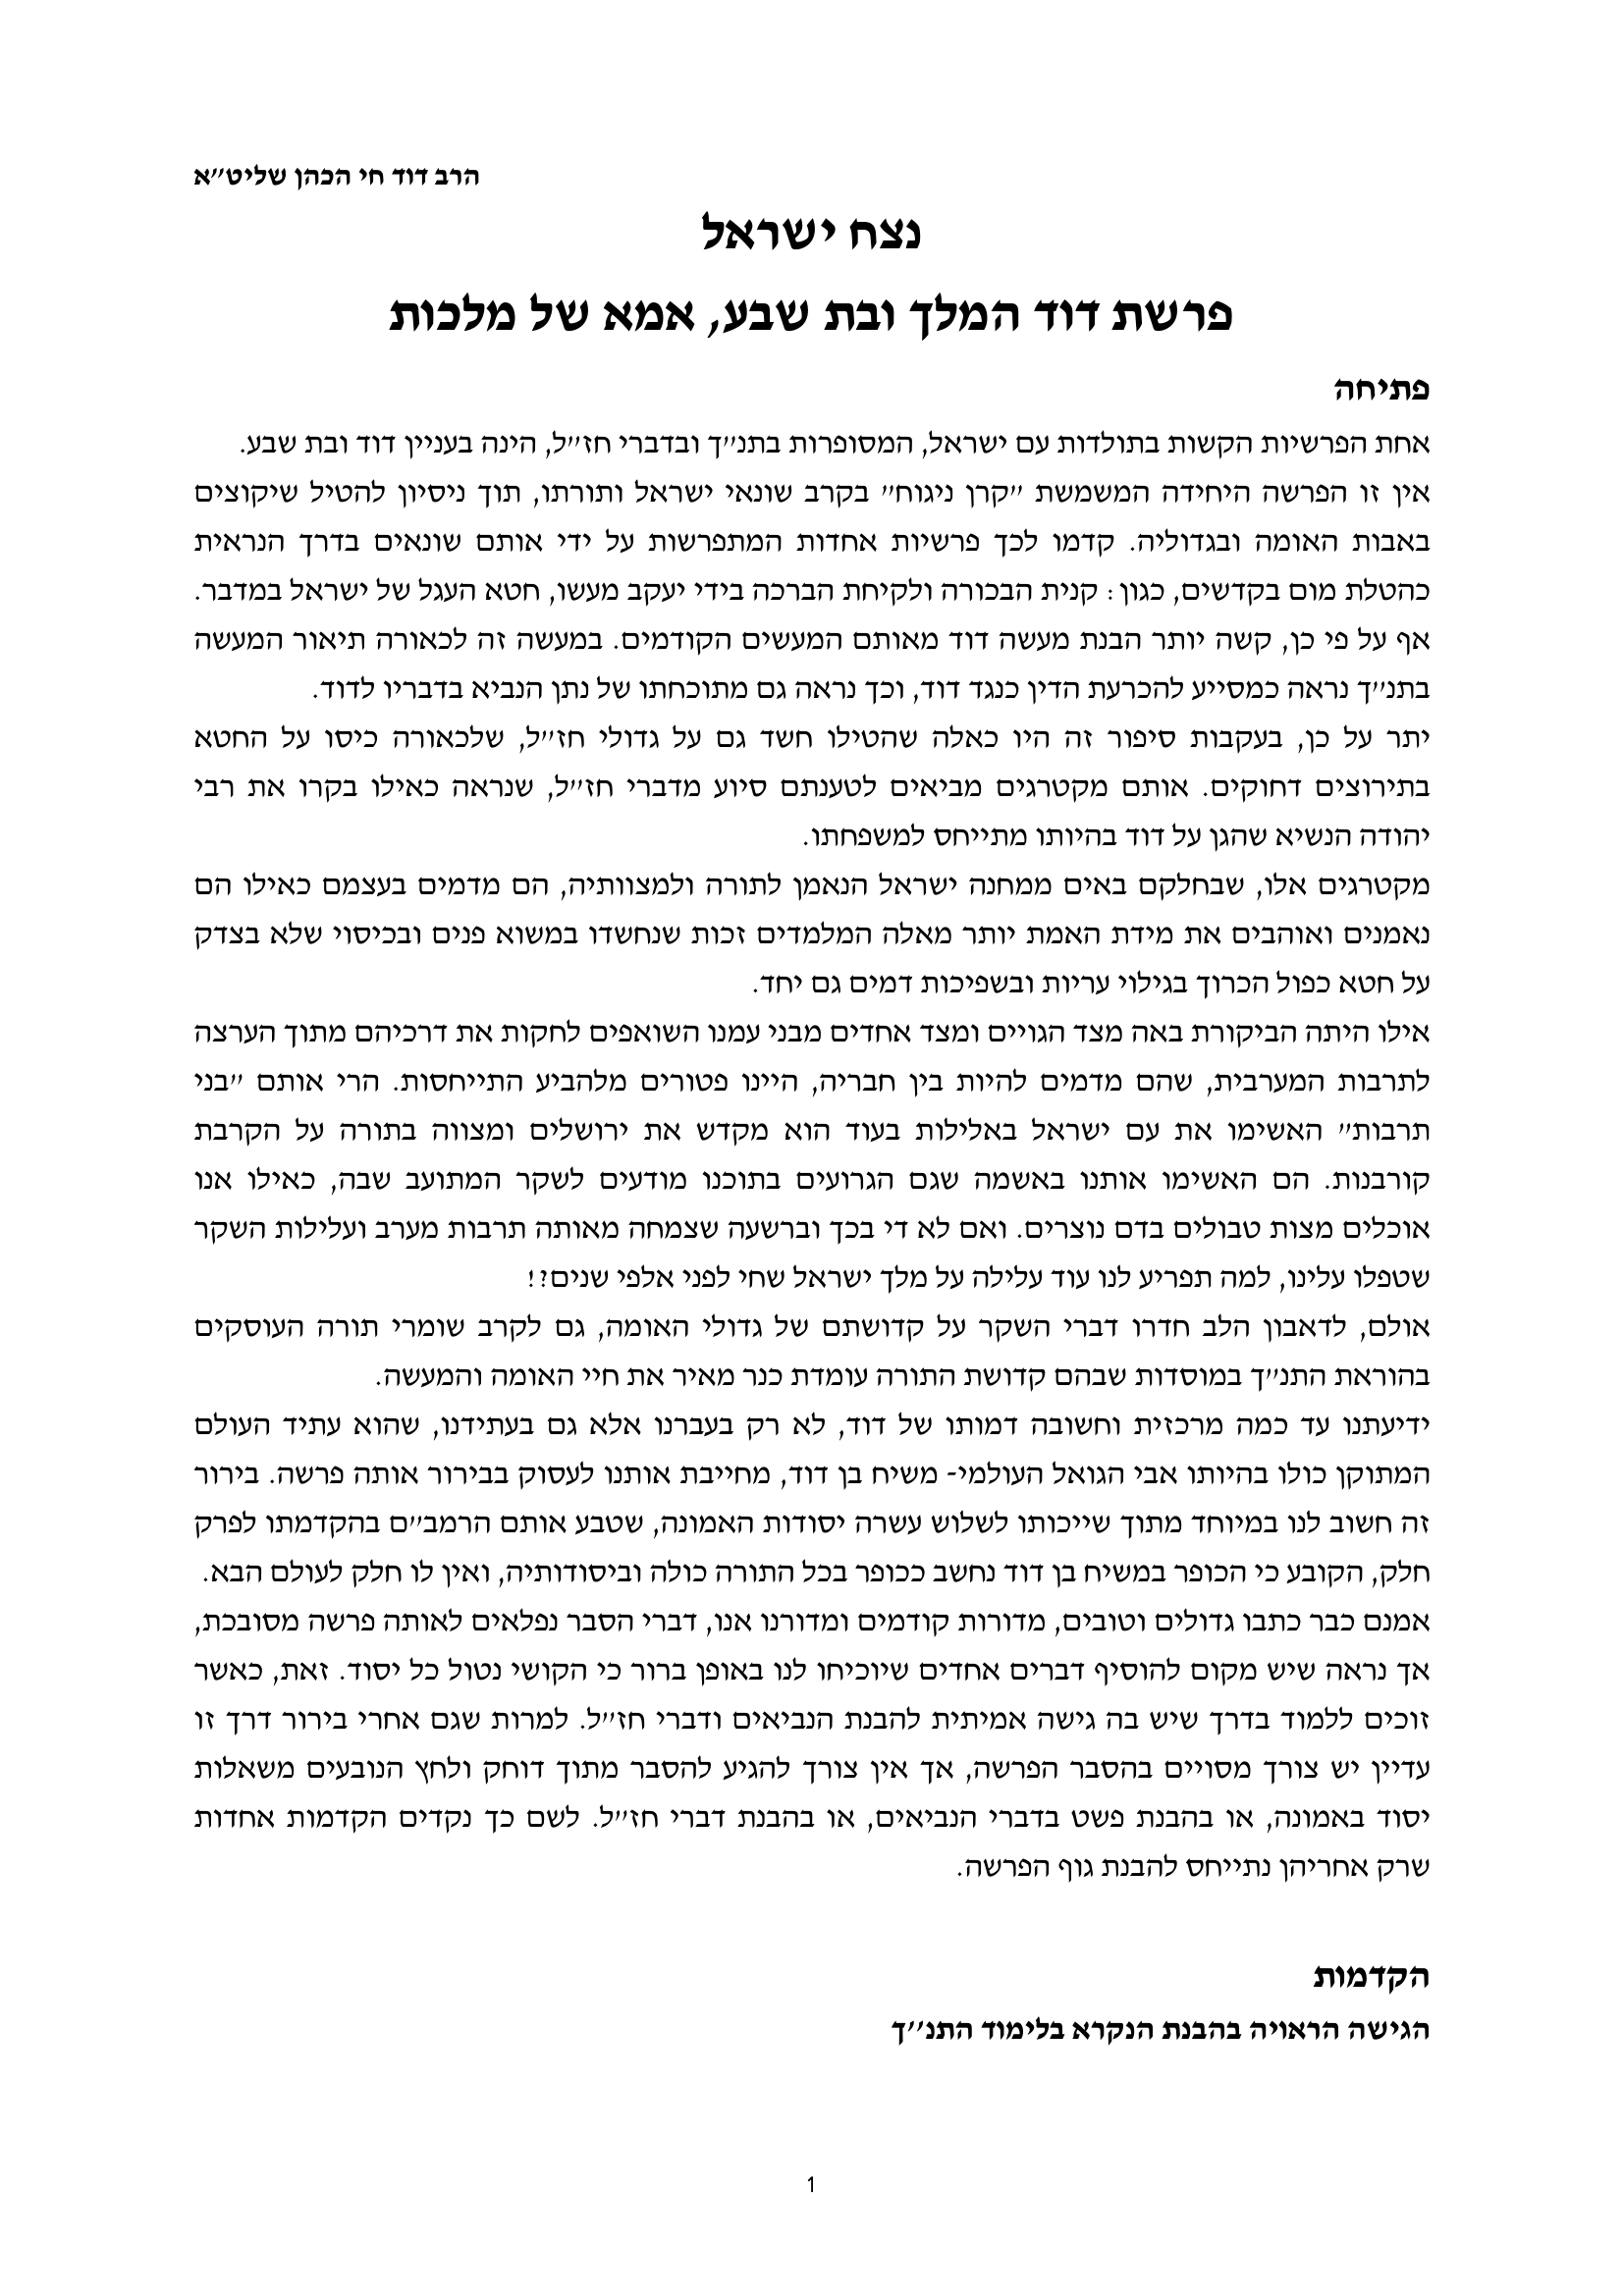 הרב דוד חי הכהן שליט"א
נצח ישראל
פרשת דוד המלך ובת שבע, אמא של מלכות
פתיחה
אחת הפרשיות הקשות בתולדות עם ישראל, המסופרות בתנ"ך ובדברי חז"ל, הינה בעניין דוד ובת שבע.
אין זו הפרשה היחידה המשמשת "קרן ניגוח" בקרב שונאי ישראל ותורתו, תוך ניסיון להטיל שיקוצים
באבות האומה ובגדוליה. קדמו לכך פרשיות אחדות המתפרשות על ידי אותם שונאים בדרך הנראית
כהטלת מום בקדשים, כגון: קנית הבכורה ולקיחת הברכה בידי יעקב מעשו, חטא העגל של ישראל במדבר.
אף על פי כן, קשה יותר הבנת מעשה דוד מאותם המעשים הקודמים. במעשה זה לכאורה תיאור המעשה
בתנ"ך נראה כמסייע להכרעת הדין כנגד דוד, וכך נראה גם מתוכחתו של נתן הנביא בדבריו לדוד.
יתר על כן, בעקבות סיפור זה היו כאלה שהטילו חשד גם על גדולי חז"ל, שלכאורה כיסו על החטא
בתירוצים דחוקים. אותם מקטרגים מביאים לטענתם סיוע מדברי חז"ל, שנראה כאילו בקרו את רבי
יהודה הנשיא שהגן על דוד בהיותו מתייחס למשפחתו.
מקטרגים אלו, שבחלקם באים ממחנה ישראל הנאמן לתורה ולמצוותיה, הם מדמים בעצמם כאילו הם
נאמנים ואוהבים את מידת האמת יותר מאלה המלמדים זכות שנחשדו במשוא פנים ובכיסוי שלא בצדק
על חטא כפול הכרוך בגילוי עריות ובשפיכות דמים גם יחד.
אילו היתה הביקורת באה מצד הגויים ומצד אחדים מבני עמנו השואפים לחקות את דרכיהם מתוך הערצה
לתרבות המערבית, שהם מדמים להיות בין חבריה, היינו פטורים מלהביע התייחסות. הרי אותם "בני
תרבות" האשימו את עם ישראל באלילות בעוד הוא מקדש את ירושלים ומצווה בתורה על הקרבת
קורבנות. הם האשימו אותנו באשמה שגם הגרועים בתוכנו מודעים לשקר המתועב שבה, כאילו אנו
אוכלים מצות טבולים בדם נוצרים. ואם לא די בכך וברשעה שצמחה מאותה תרבות מערב ועלילות השקר
שטפלו עלינו, למה תפריע לנו עוד עלילה על מלך ישראל שחי לפני אלפי שנים?!
אולם, לדאבון הלב חדרו דברי השקר על קדושתם של גדולי האומה, גם לקרב שומרי תורה העוסקים
בהוראת התנ"ך במוסדות שבהם קדושת התורה עומדת כנר מאיר את חיי האומה והמעשה.
ידיעתנו עד כמה מרכזית וחשובה דמותו של דוד, לא רק בעברנו אלא גם בעתידנו, שהוא עתיד העולם
המתוקן כולו בהיותו אבי הגואל העולמי- משיח בן דוד, מחייבת אותנו לעסוק בבירור אותה פרשה. בירור
זה חשוב לנו במיוחד מתוך שייכותו לשלוש עשרה יסודות האמונה, שטבע אותם הרמב"ם בהקדמתו לפרק
חלק, הקובע כי הכופר במשיח בן דוד נחשב ככופר בכל התורה כולה וביסודותיה, ואין לו חלק לעולם הבא.
אמנם כבר כתבו גדולים וטובים, מדורות קודמים ומדורנו אנו, דברי הסבר נפלאים לאותה פרשה מסובכת,
אך נראה שיש מקום להוסיף דברים אחדים שיוכיחו לנו באופן ברור כי הקושי נטול כל יסוד. זאת, כאשר
זוכים ללמוד בדרך שיש בה גישה אמיתית להבנת הנביאים ודברי חז"ל. למרות שגם אחרי בירור דרך זו
עדיין יש צורך מסויים בהסבר הפרשה, אך אין צורך להגיע להסבר מתוך דוחק ולחץ הנובעים משאלות
יסוד באמונה, או בהבנת פשט בדברי הנביאים, או בהבנת דברי חז"ל. לשם כך נקדים הקדמות אחדות
שרק אחריהן נתייחס להבנת גוף הפרשה.
הקדמות
הגישה הראויה בהבנת הנקרא בלימוד התנ''ך
1